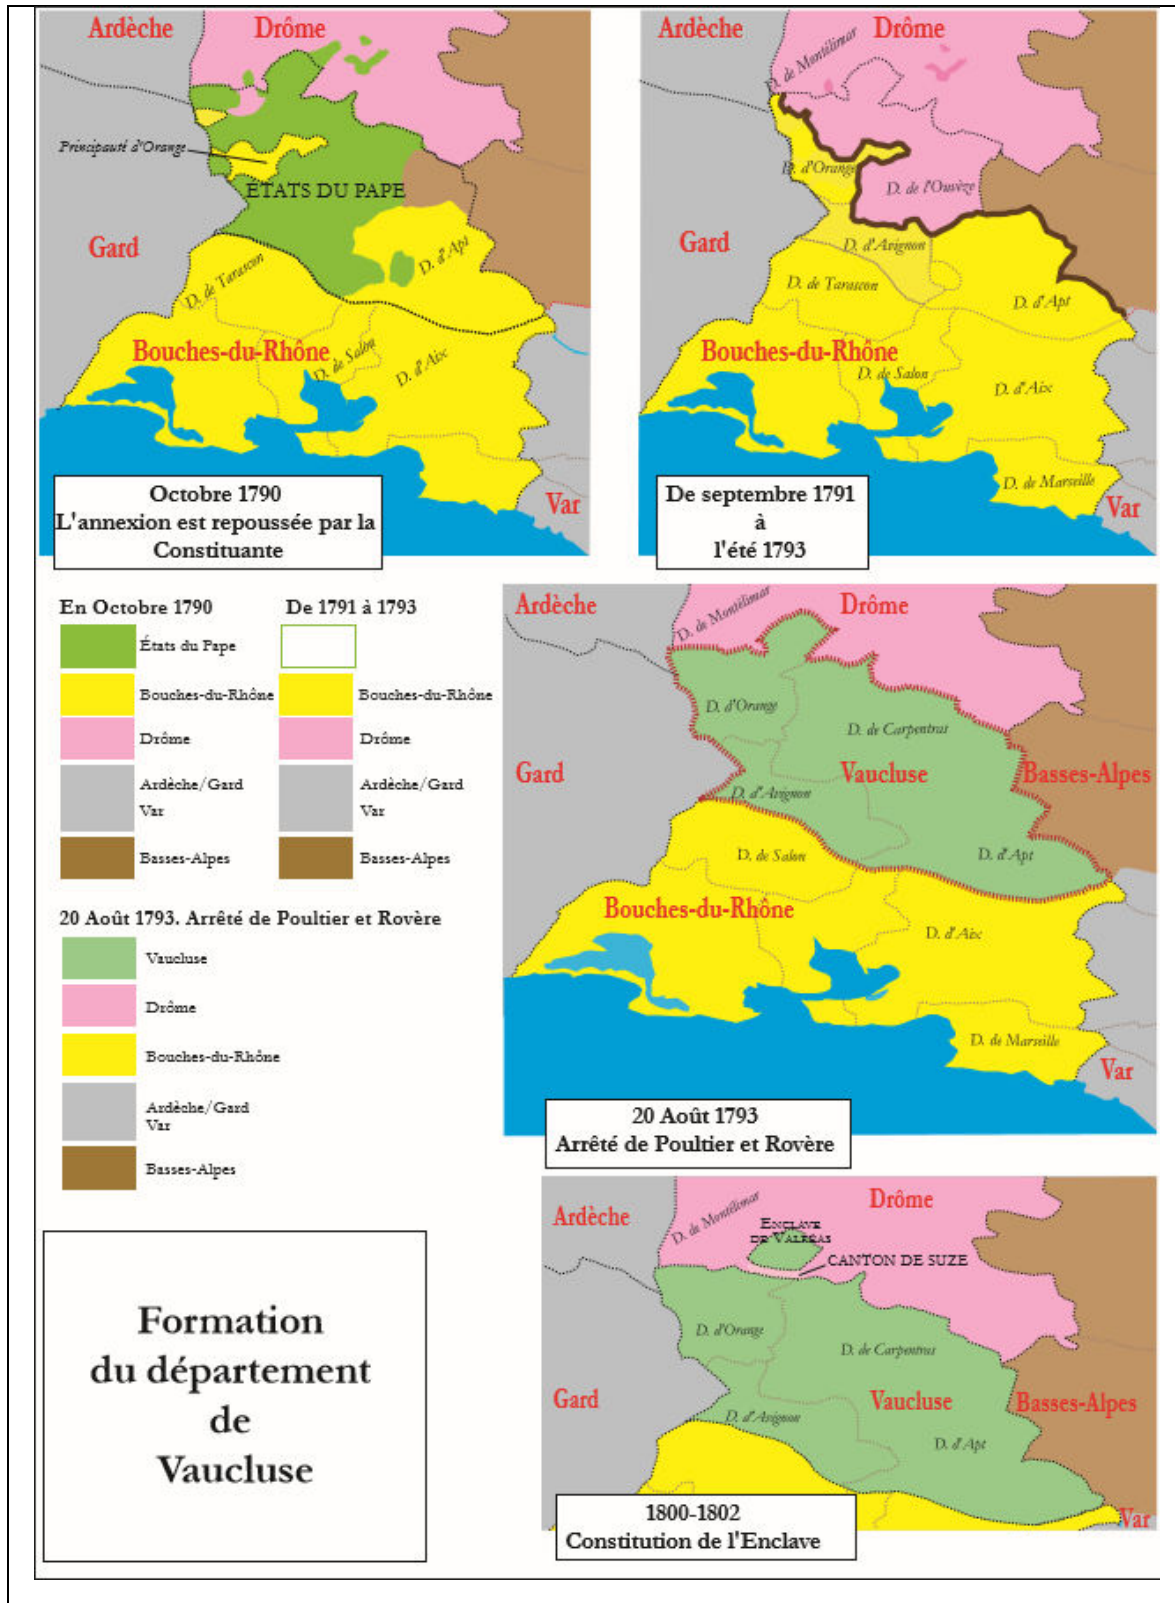 Ardèche
Drôme
Principauté d'Orange
ÉTATS DU PAPE
Gard
D. de Tarascon
D. d'Apt
Bouches-du-Rhône
D. de Salon
D. d'Aix
Var
Octobre 1790
L'annexion est repoussée par la
Constituante
Ardèche
Drôme
D. de Montélimar
D. d'Orange
D. de l'Ouvèze
Gard
D. d'Avignon
D. de Tarascon
D. d'Apt
Bouches-du-Rhône
D. de Salon
D. d'Aix
D. de Marseille
Var
De septembre 1791
à
l'été 1793
En Octobre 1790
États du Pape
Bouches-du-Rhône
Drôme
Ardèche/Gard
Var
Basses-Alpes
De 1791 à 1793
Bouches-du-Rhône
Drôme
Ardèche/Gard
Var
Basses-Alpes
20 Août 1793. Arrêté de Poultier et Rovère
Vaucluse
Drôme
Bouches-du-Rhône
Ardèche/Gard
Var
Basses-Alpes
Ardèche
D. de Montélimar
Drôme
D. d'Orange
D. de Carpentras
Gard
Vaucluse
Basses-Alpes
D. d'Avignon
D. de Salon
D. d'Apt
Bouches-du-Rhône
D. d'Aix
D. de Marseille
Var
20 Août 1793
Arrêté de Poultier et Rovère
Ardèche
D. de Montélimar
Drôme
ENCLAVE
DE VALRÉAS
CANTON DE SUZE
D. d'Orange
D. de Carpentras
Gard
Vaucluse
Basses-Alpes
D. d'Avignon
D. d'Apt
Var
1800-1802
Constitution de l'Enclave
Formation
du département
de
Vaucluse